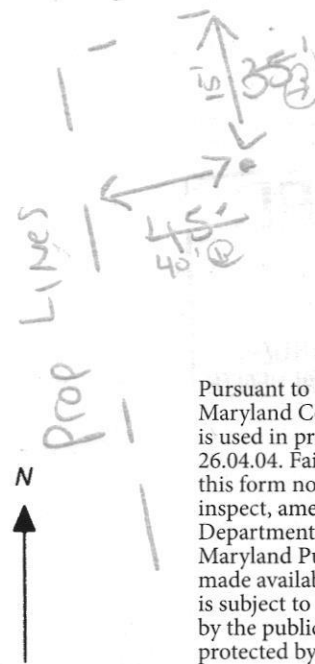 15'
35'
45'
40'
PROP LINES
N
Pursuant to
Maryland Co
is used in pr
26.04.04. Fai
this form no
inspect, ame
Department
Maryland Pu
made availab
is subject to
by the public
protected by